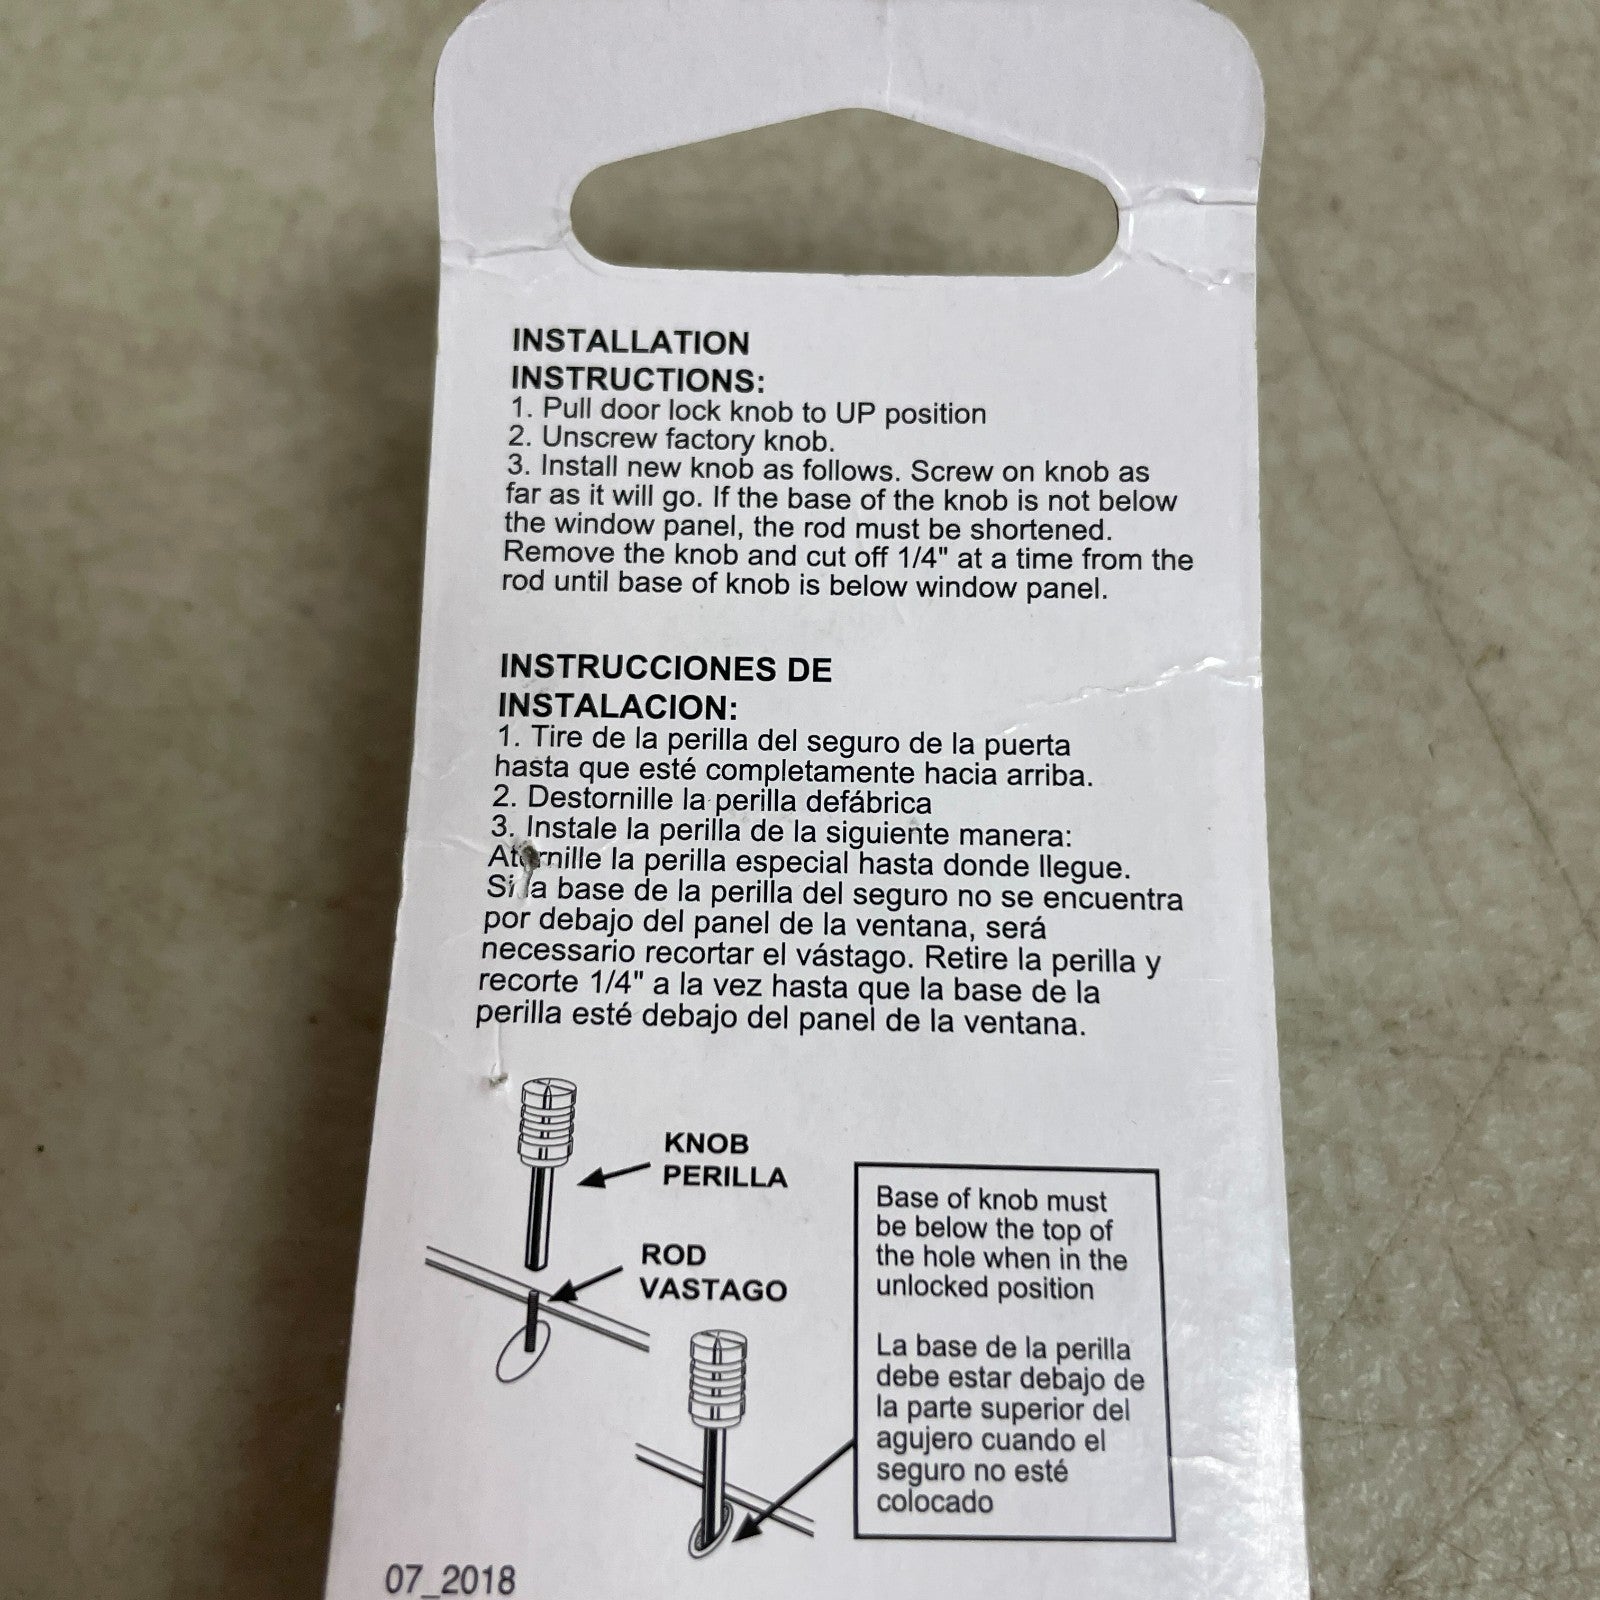 INSTALLATION
INSTRUCTIONS:
1. Pull door lock knob to UP position
2. Unscrew factory knob.
3. Install new knob as follows. Screw on knob as
far as it will go. If the base of the knob is not below
the window panel, the rod must be shortened.
Remove the knob and cut off 1/4" at a time from the
rod until base of knob is below window panel.
INSTRUCCIONES DE
INSTALACION:
1. Tire de la perilla del seguro de la puerta
hasta que esté completamente hacia arriba.
2. Destornille la perilla defábrica
3. Instale la perilla de la siguiente manera:
Atornille la perilla especial hasta donde llegue.
Si la base de la perilla del seguro no se encuentra
por debajo del panel de la ventana, será
necessario recortar el vástago. Retire la perilla y
recorte 1/4" a la vez hasta que la base de la
perilla esté debajo del panel de la ventana.
KNOB
PERILLA
ROD
VASTAGO
Base of knob must
be below the top of
the hole when in the
unlocked position
La base de la perilla
debe estar debajo de
la parte superior del
agujero cuando el
seguro no esté
colocado
07_2018